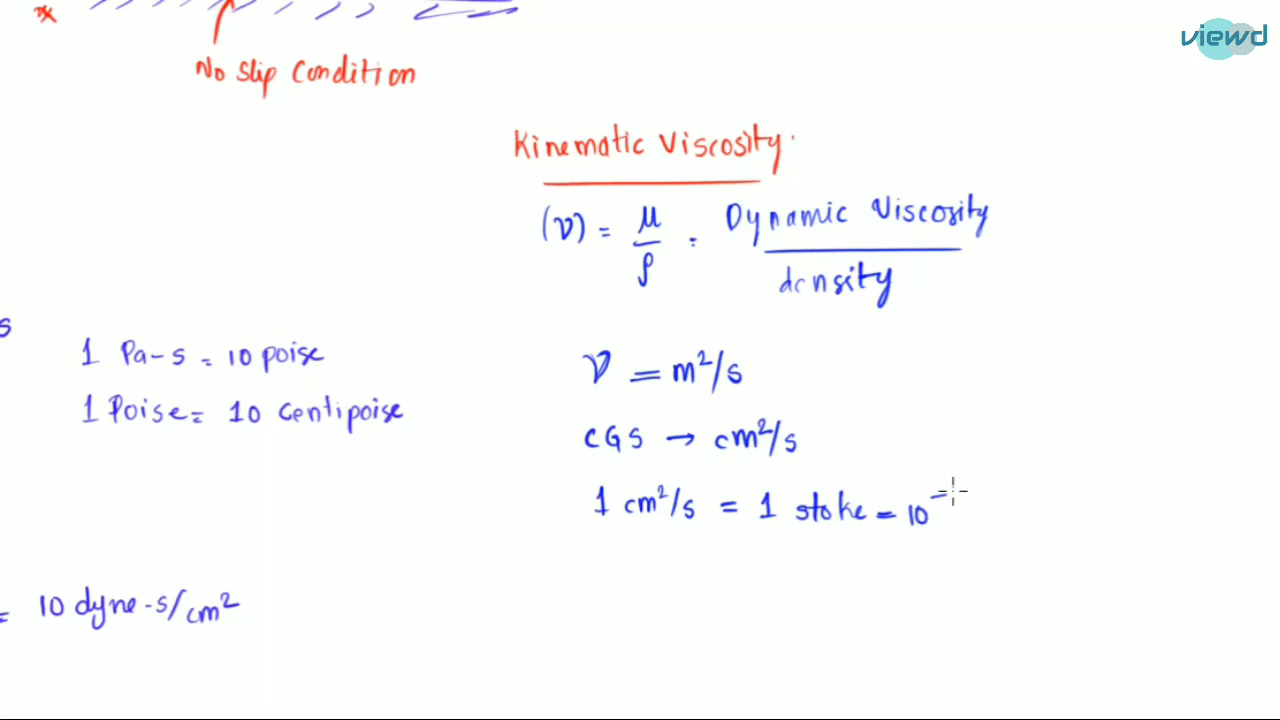 viewd
No Slip Condition
Kinematic Viscosity.
(ν) = μ/ρ = Dynamic Viscosity/density
s
1 Pa-s = 10 poise
1 Poise = 10 Centipoise
ν = m²/s
CGS → cm²/s
1 cm²/s = 1 stoke = 10⁻
= 10 dyne-s/cm²